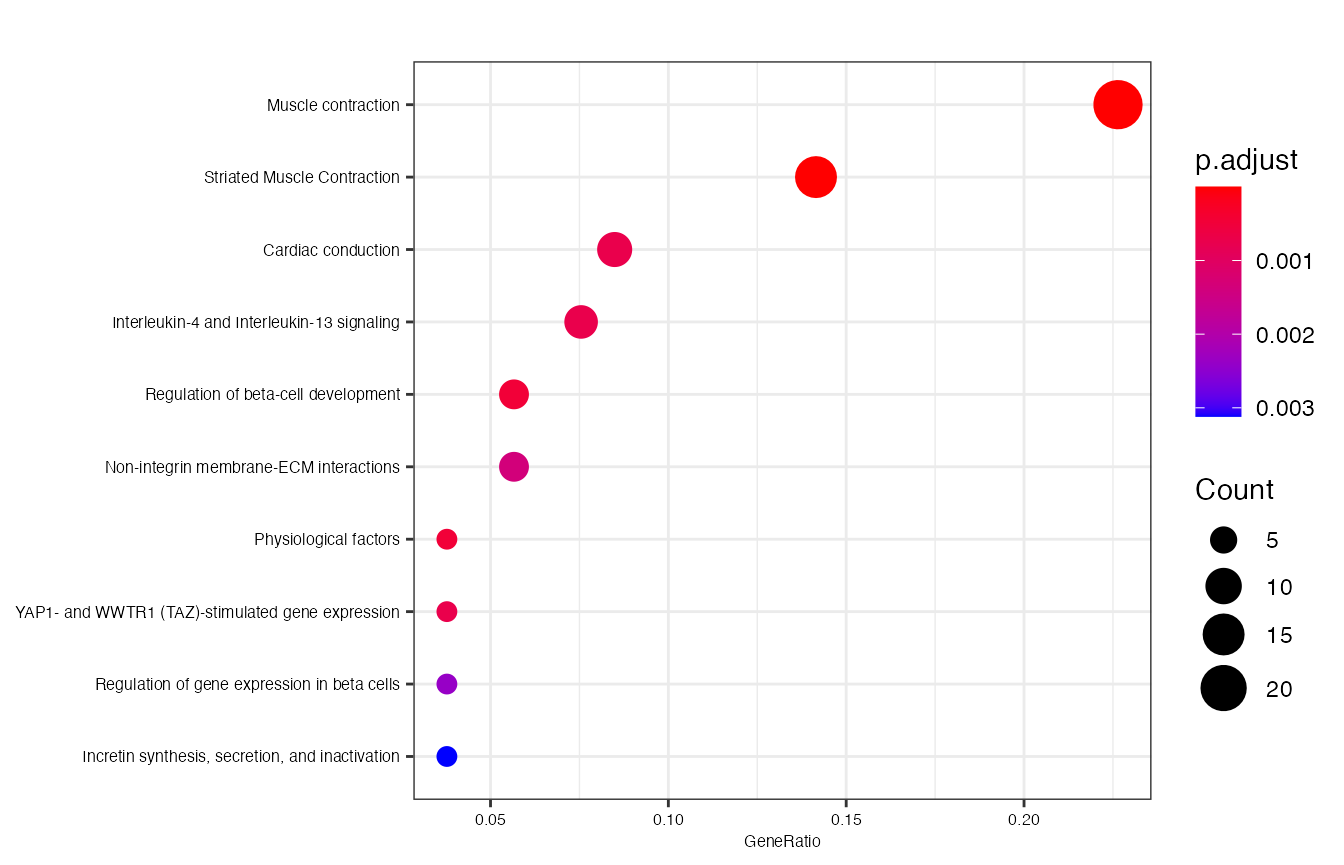 Muscle contraction
Striated Muscle Contraction
Cardiac conduction
Interleukin-4 and Interleukin-13 signaling
Regulation of beta-cell development
Non-integrin membrane-ECM interactions
Physiological factors
YAP1- and WWTR1 (TAZ)-stimulated gene expression
Regulation of gene expression in beta cells
Incretin synthesis, secretion, and inactivation
0.05
0.10
0.15
0.20
GeneRatio
p.adjust
0.001
0.002
0.003
Count
5
10
15
20